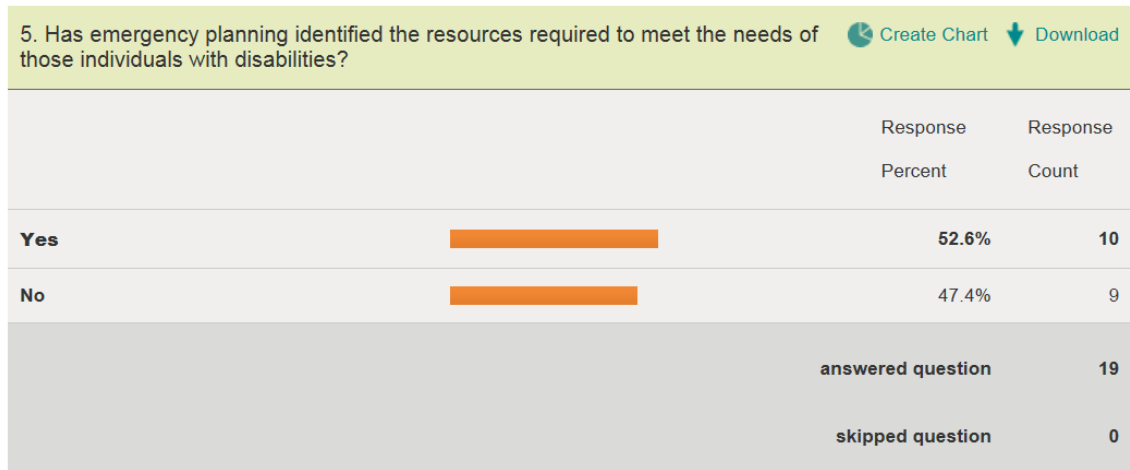 5. Has emergency planning identified the resources required to meet the needs of
those individuals with disabilities?
Create Chart Download
Response Response
Percent Count
Yes 52.6% 10
No 47.4% 9
answered question 19
skipped question 0